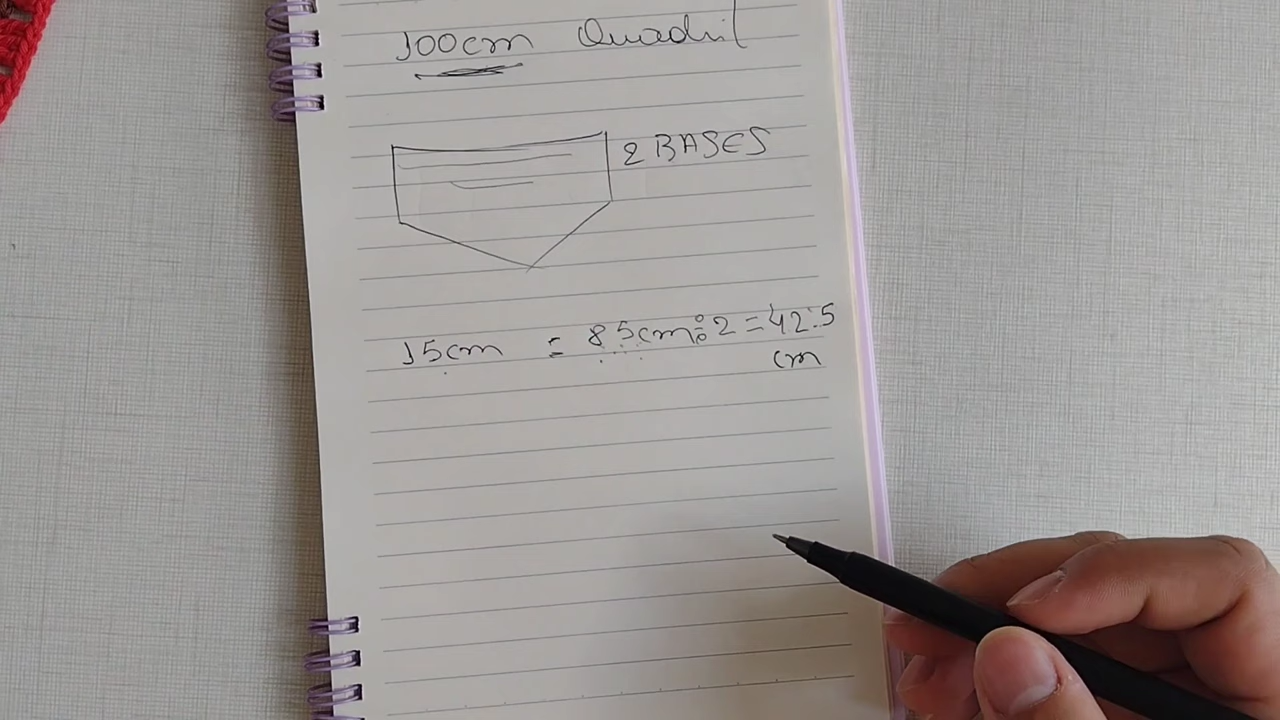 100cm Quadril
2 BASES
15cm = 85cm÷2 = 42.5
cm